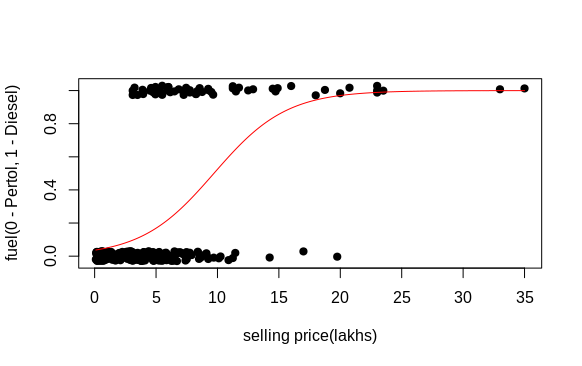 fuel(0 - Pertol, 1 - Diesel)
0.8
0.4
0.0
0 5 10 15 20 25 30 35
selling price(lakhs)